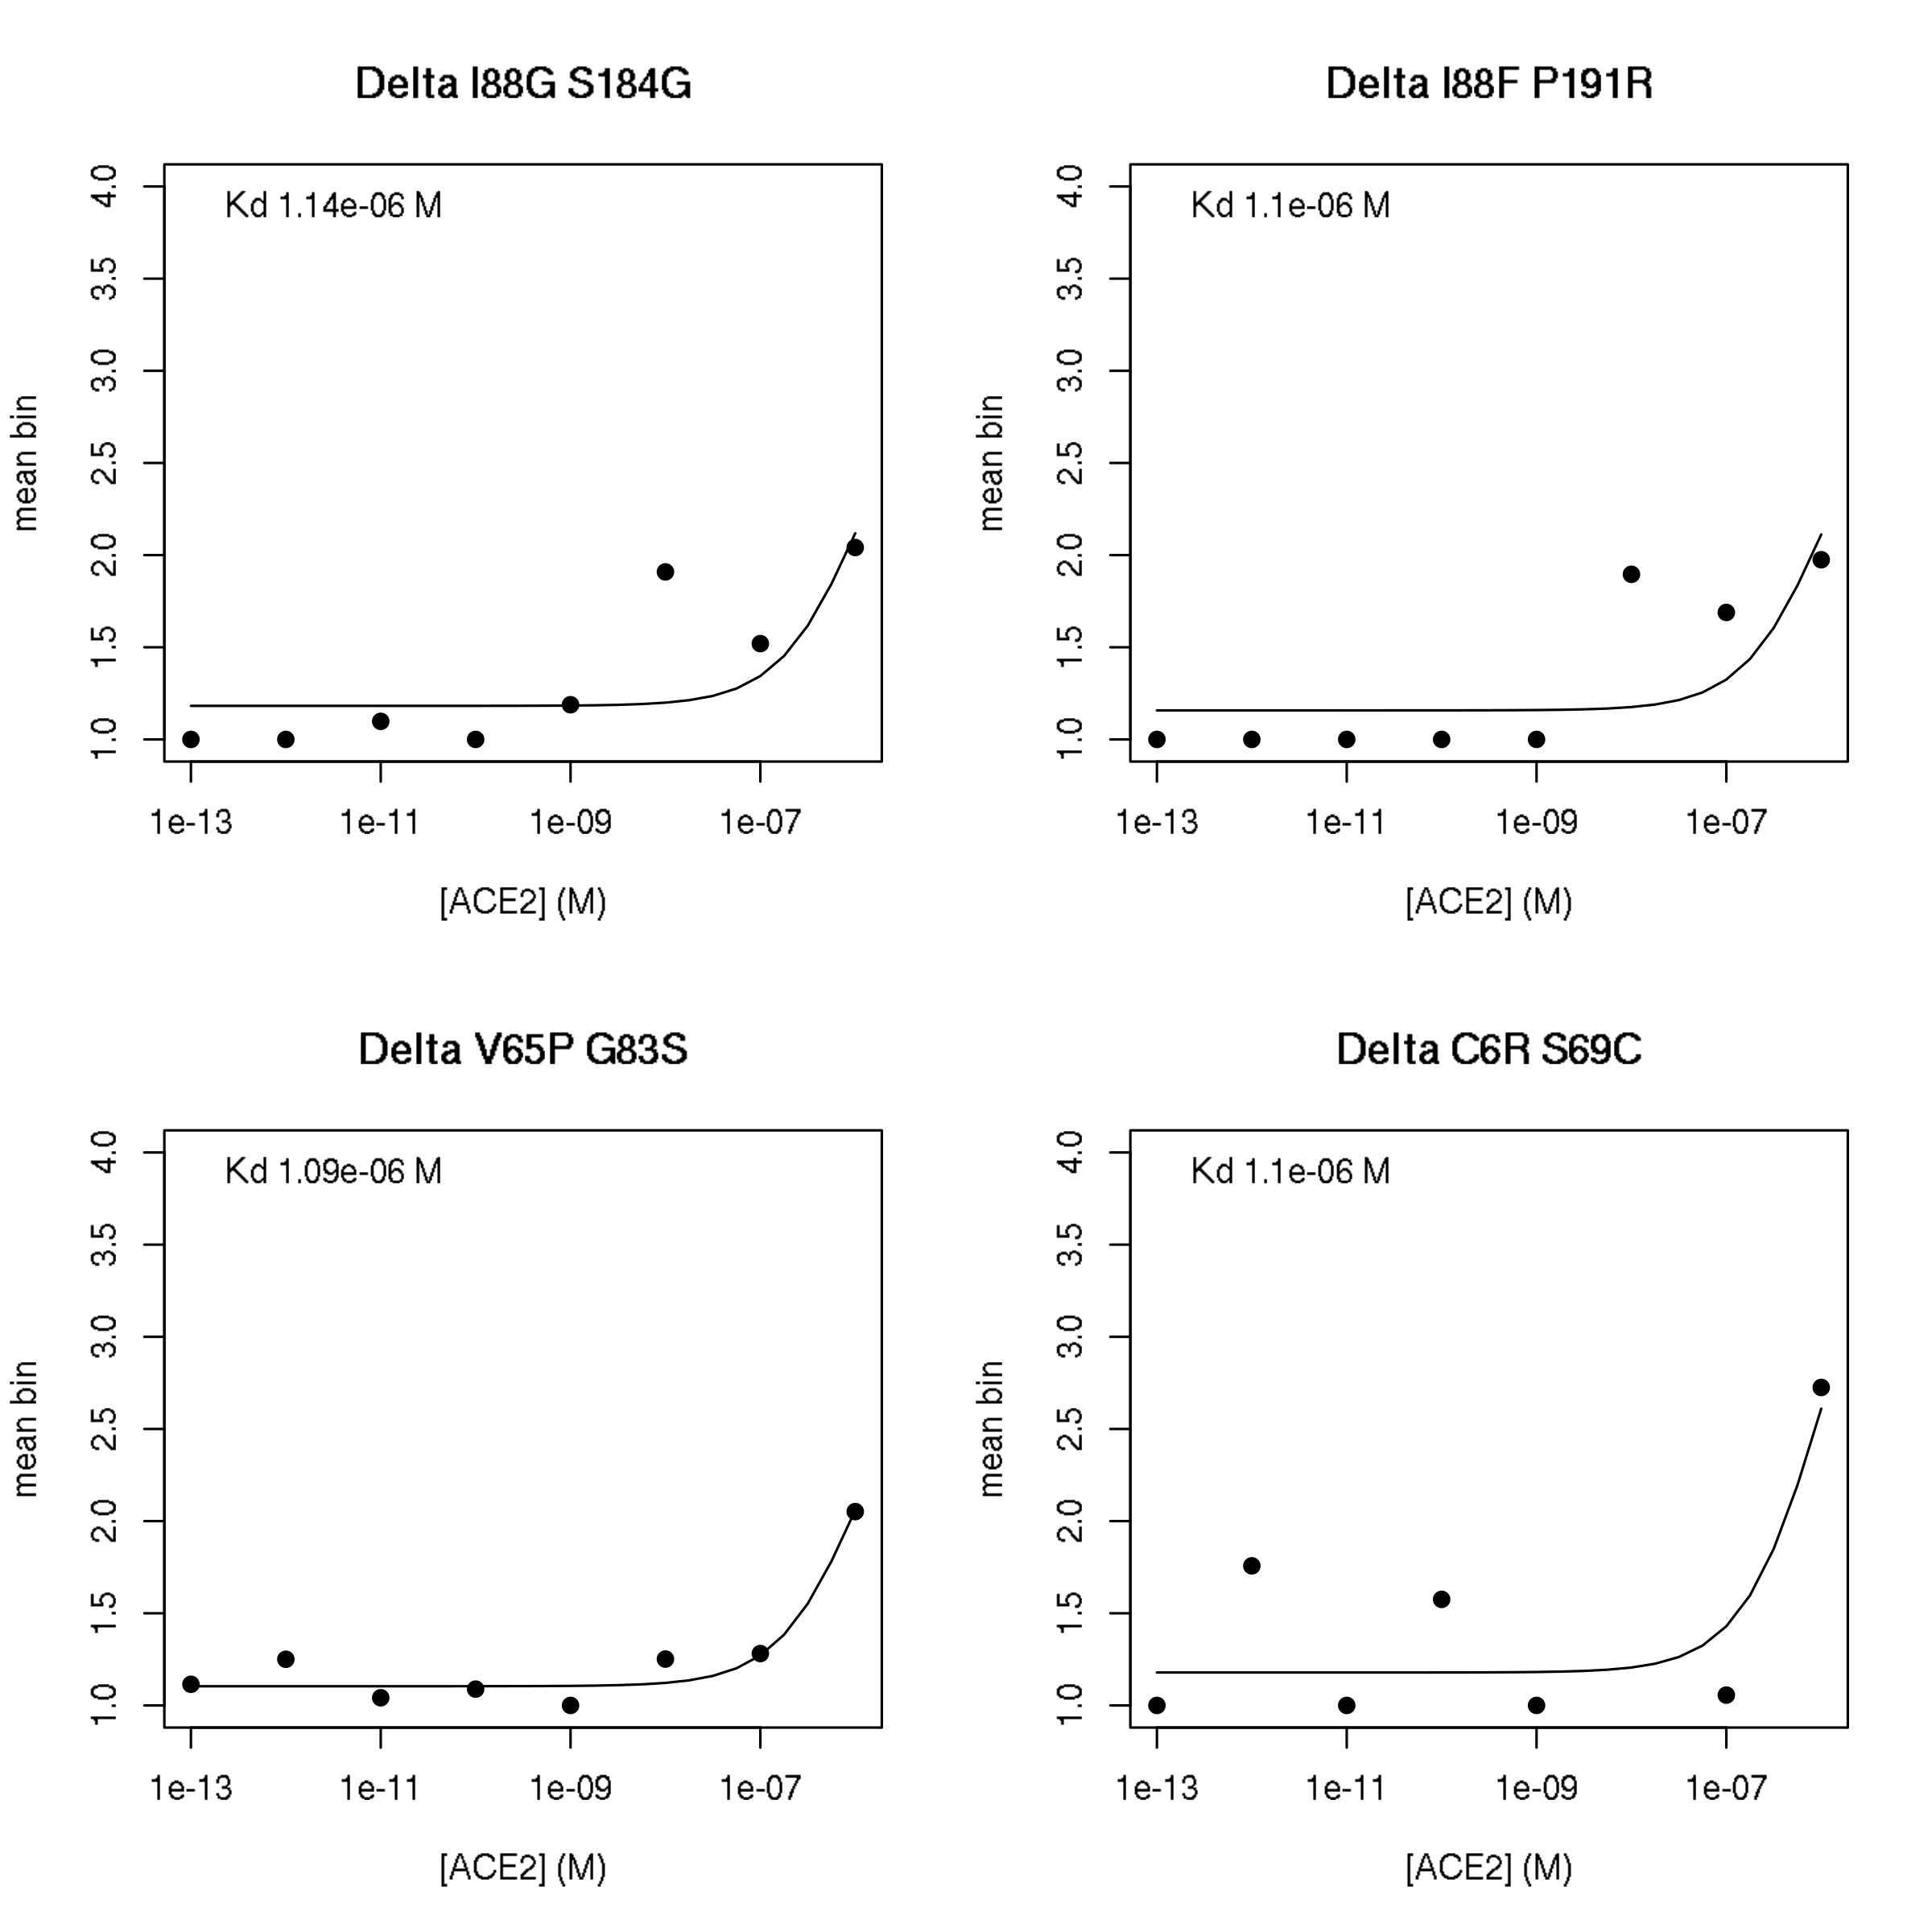 Delta I88G S184G
Kd 1.14e-06 M
mean bin
4.0
3.5
3.0
2.5
2.0
1.5
1.0
1e-13 1e-11 1e-09 1e-07
[ACE2] (M)
Delta I88F P191R
Kd 1.1e-06 M
mean bin
4.0
3.5
3.0
2.5
2.0
1.5
1.0
1e-13 1e-11 1e-09 1e-07
[ACE2] (M)
Delta V65P G83S
Kd 1.09e-06 M
mean bin
4.0
3.5
3.0
2.5
2.0
1.5
1.0
1e-13 1e-11 1e-09 1e-07
[ACE2] (M)
Delta C6R S69C
Kd 1.1e-06 M
mean bin
4.0
3.5
3.0
2.5
2.0
1.5
1.0
1e-13 1e-11 1e-09 1e-07
[ACE2] (M)